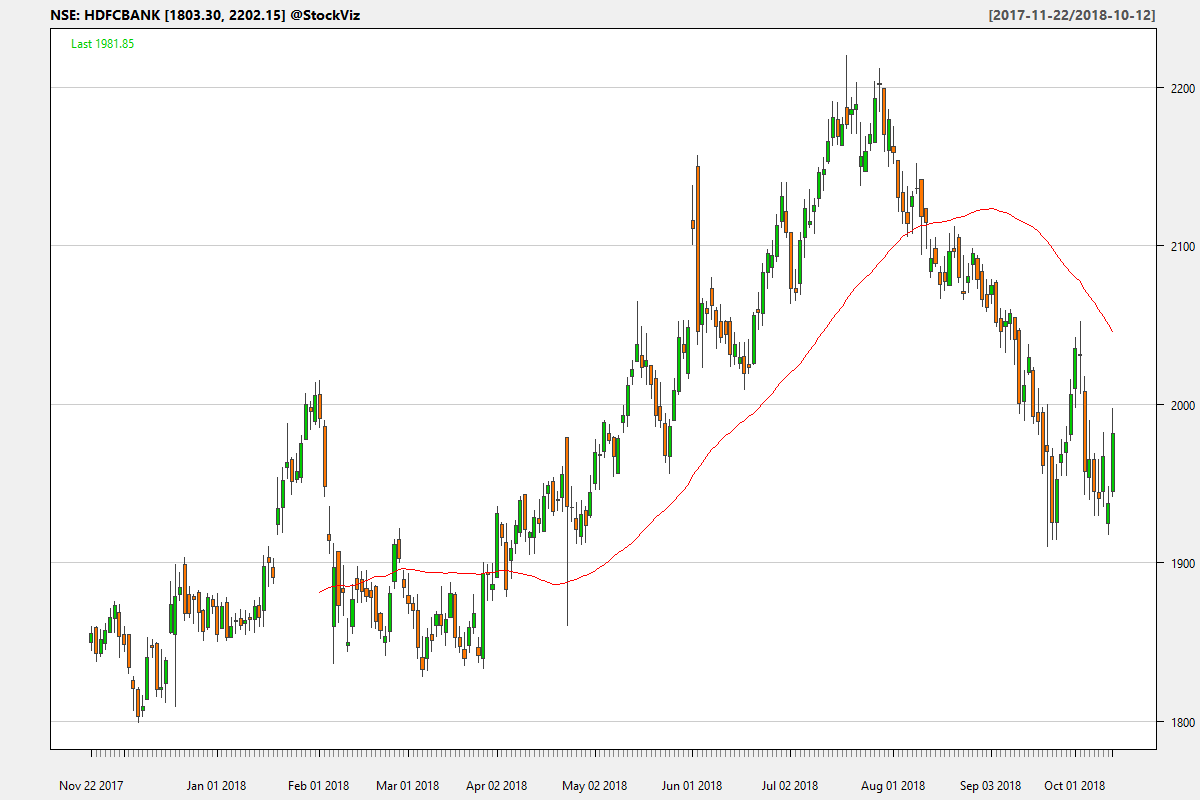 NSE: HDFCBANK [1803.30, 2202.15] @StockViz [2017-11-22/2018-10-12]
Last 1981.85
2200
2100
2000
1900
1800
Nov 22 2017 Jan 01 2018 Feb 01 2018 Mar 01 2018 Apr 02 2018 May 02 2018 Jun 01 2018 Jul 02 2018 Aug 01 2018 Sep 03 2018 Oct 01 2018